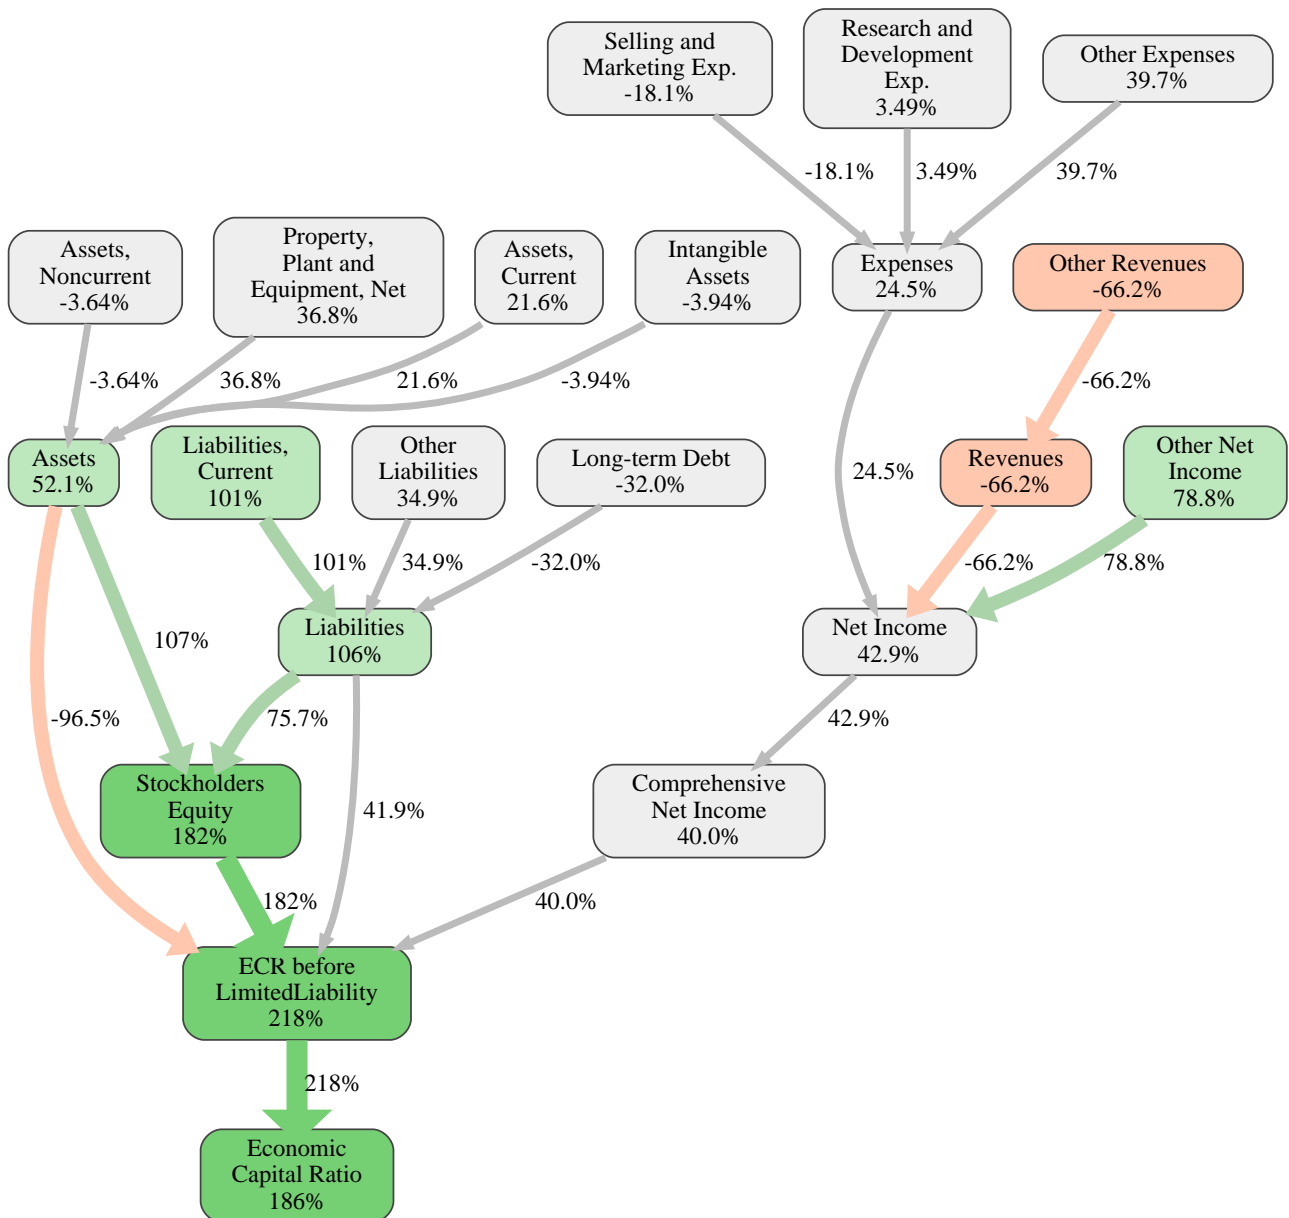 Selling and
Marketing Exp.
-18.1%
Research and
Development
Exp.
3.49%
Other Expenses
39.7%
-18.1%
3.49%
39.7%
Assets,
Noncurrent
-3.64%
Property,
Plant and
Equipment, Net
36.8%
Assets,
Current
21.6%
Intangible
Assets
-3.94%
Expenses
24.5%
Other Revenues
-66.2%
-3.64%
36.8%
21.6%
-3.94%
-66.2%
Assets
52.1%
Liabilities,
Current
101%
Other
Liabilities
34.9%
Long-term Debt
-32.0%
24.5%
Revenues
-66.2%
Other Net
Income
78.8%
101%
34.9%
-32.0%
-66.2%
78.8%
107%
Liabilities
106%
Net Income
42.9%
-96.5%
75.7%
42.9%
Stockholders
Equity
182%
41.9%
Comprehensive
Net Income
40.0%
182%
40.0%
ECR before
LimitedLiability
218%
218%
Economic
Capital Ratio
186%